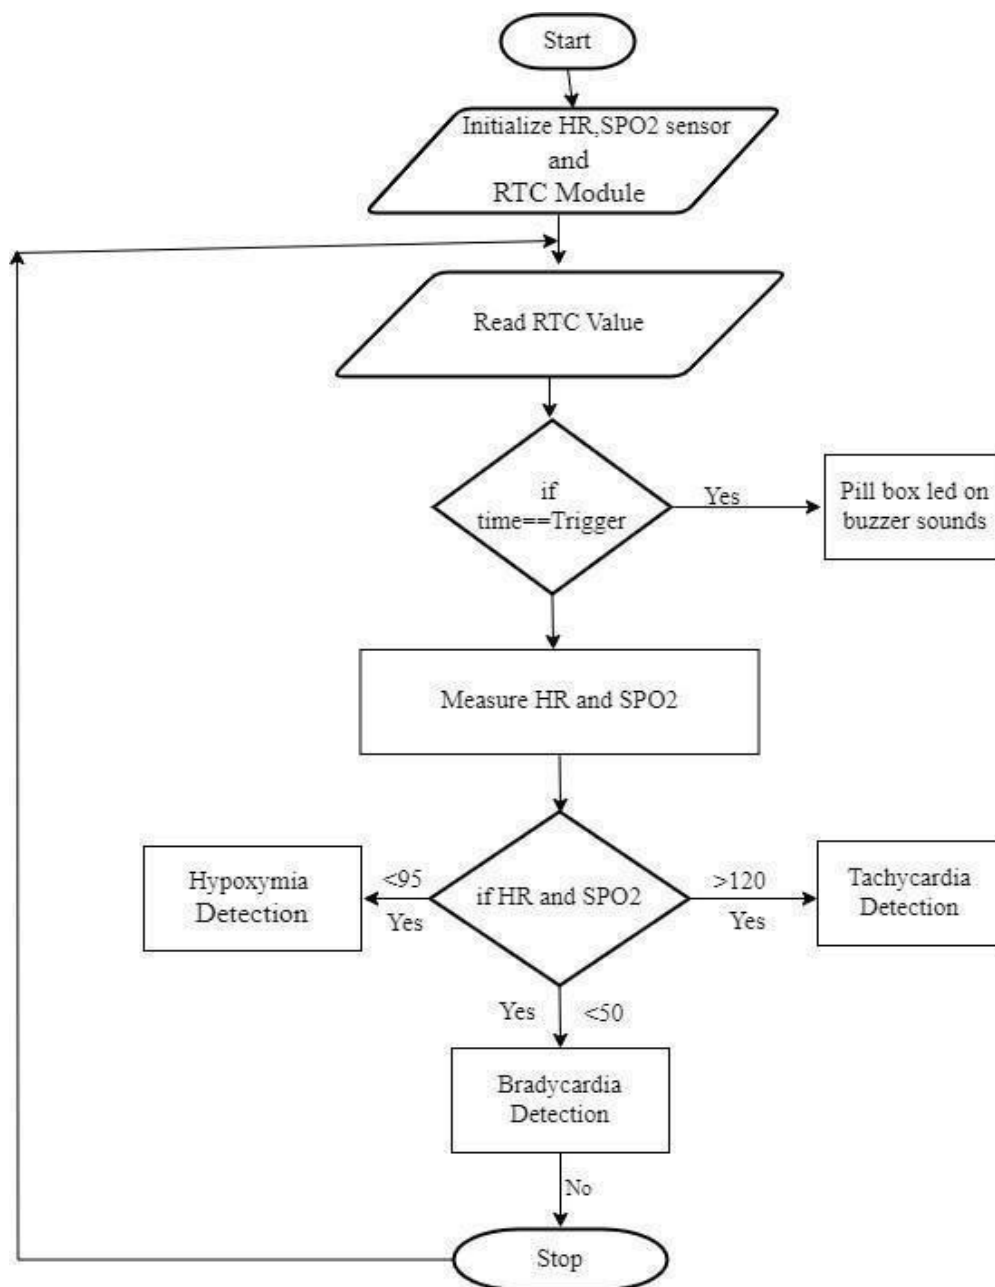 Start
Initialize HR,SPO2 sensor
and
RTC Module
Read RTC Value
if
time==Trigger
Yes
Pill box led on
buzzer sounds
Measure HR and SPO2
Hypoxymia
Detection
<95
Yes
if HR and SPO2
>120
Yes
Tachycardia
Detection
Yes
<50
Bradycardia
Detection
No
Stop